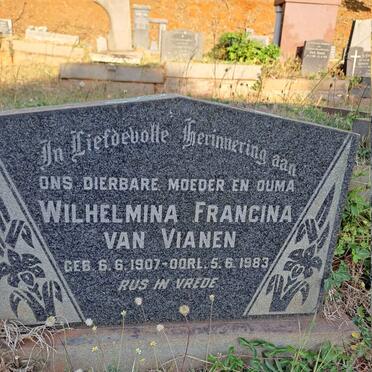 In Liefdevolle Herinnering aan
ONS DIERBARE MOEDER EN OUMA
WILHELMINA FRANCINA
VAN VIANEN
GEB. 6.6.1907-OORL. 5.6.1983
RUS IN VREDE